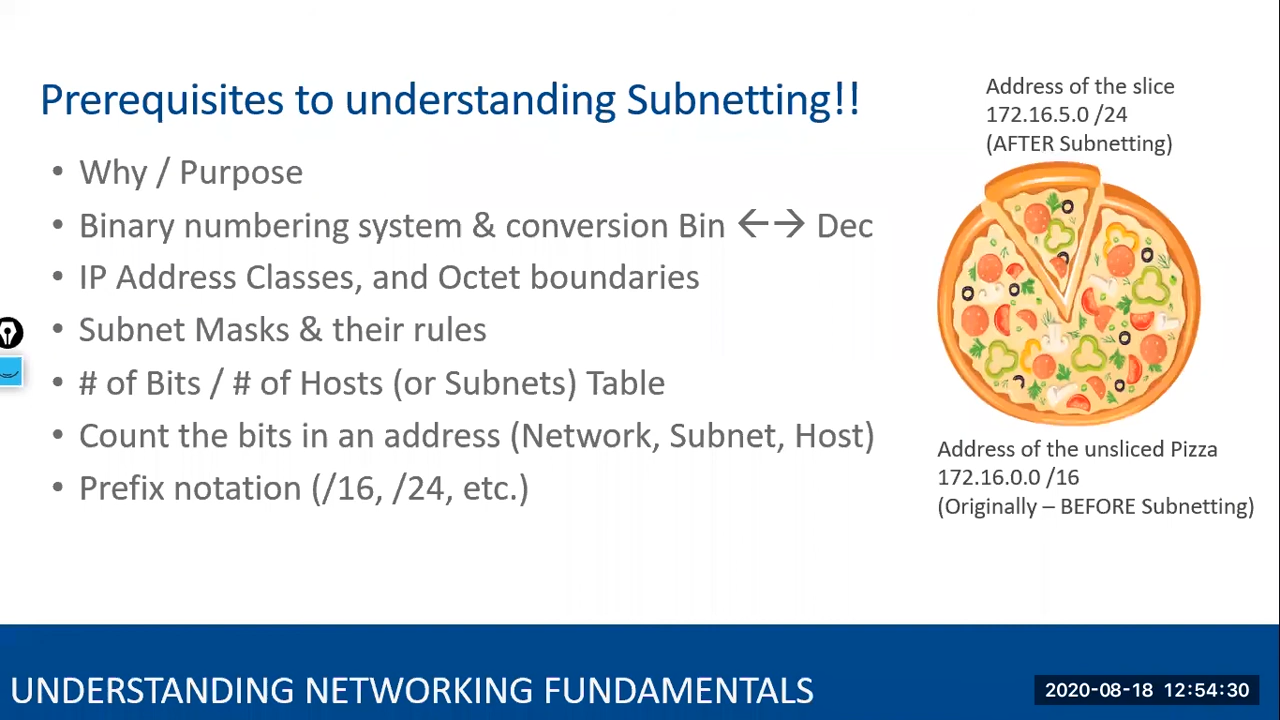 Prerequisites to understanding Subnetting!!
• Why / Purpose
• Binary numbering system & conversion Bin ←→ Dec
• IP Address Classes, and Octet boundaries
• Subnet Masks & their rules
• # of Bits / # of Hosts (or Subnets) Table
• Count the bits in an address (Network, Subnet, Host)
• Prefix notation (/16, /24, etc.)
Address of the slice
172.16.5.0 /24
(AFTER Subnetting)
Address of the unsliced Pizza
172.16.0.0 /16
(Originally – BEFORE Subnetting)
UNDERSTANDING NETWORKING FUNDAMENTALS
2020-08-18 12:54:30